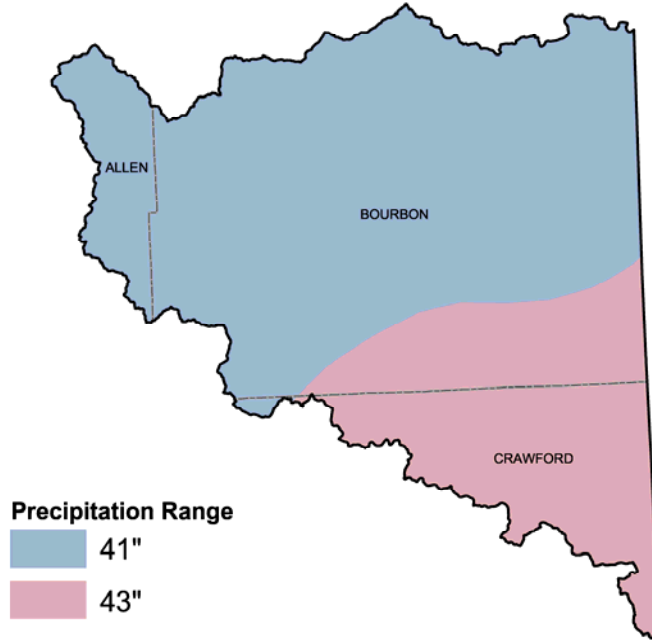 ALLEN
BOURBON
CRAWFORD
Precipitation Range
41"
43"